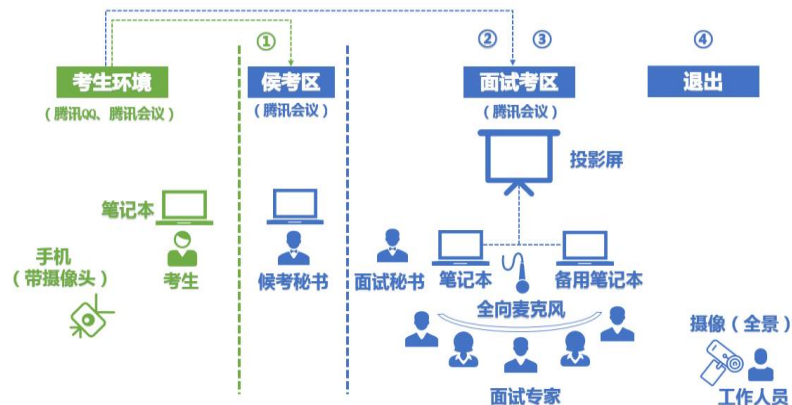 ①
②
③
④
考生环境
侯考区
面试考区
退出
（腾讯QQ、腾讯会议）
（腾讯会议）
（腾讯会议）
投影屏
笔记本
手机
（带摄像头）
考生
候考秘书
面试秘书
笔记本
备用笔记本
全向麦克风
摄像（全景）
面试专家
工作人员